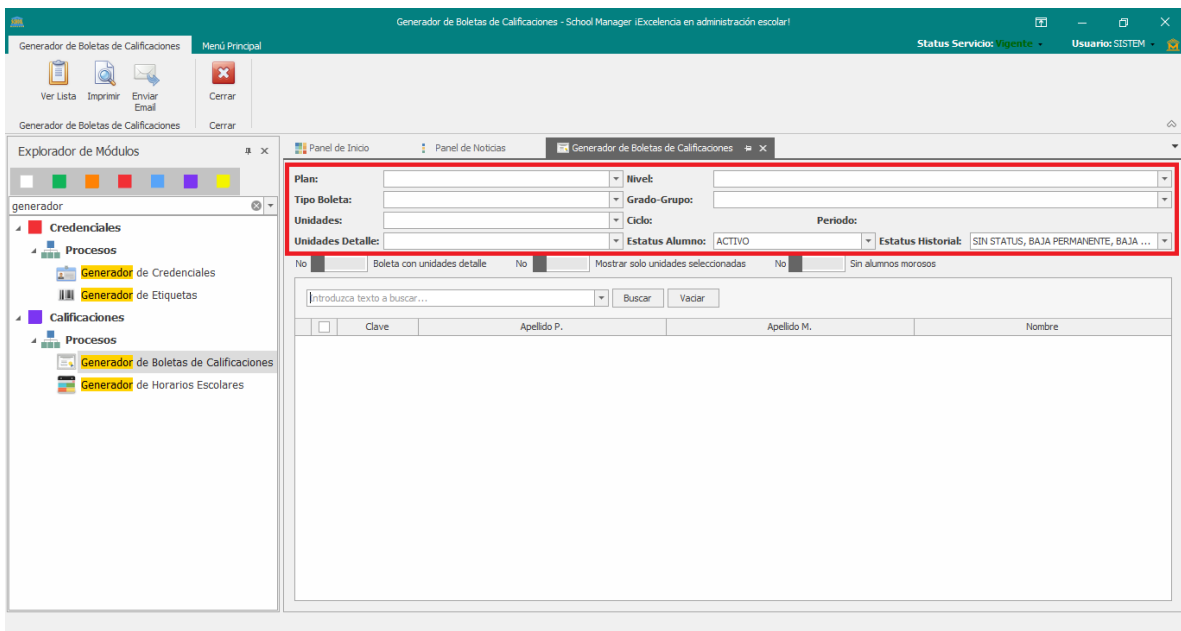 Generador de Boletas de Calificaciones - School Manager ¡Excelencia en administración escolar!
Generador de Boletas de Calificaciones Menú Principal Status Servicio: Vigente Usuario: SISTEM
Ver Lista Imprimir Enviar Email Cerrar
Generador de Boletas de Calificaciones Cerrar
Explorador de Módulos
generador
Credenciales
Procesos
Generador de Credenciales
Generador de Etiquetas
Calificaciones
Procesos
Generador de Boletas de Calificaciones
Generador de Horarios Escolares
Panel de Inicio Panel de Noticias Generador de Boletas de Calificaciones
Plan: Nivel:
Tipo Boleta: Grado-Grupo:
Unidades: Ciclo: Periodo:
Unidades Detalle: Estatus Alumno: ACTIVO Estatus Historial: SIN STATUS, BAJA PERMANENTE, BAJA ...
No Boleta con unidades detalle No Mostrar solo unidades seleccionadas No Sin alumnos morosos
Introduzca texto a buscar... Buscar Vaciar
Clave Apellido P. Apellido M. Nombre